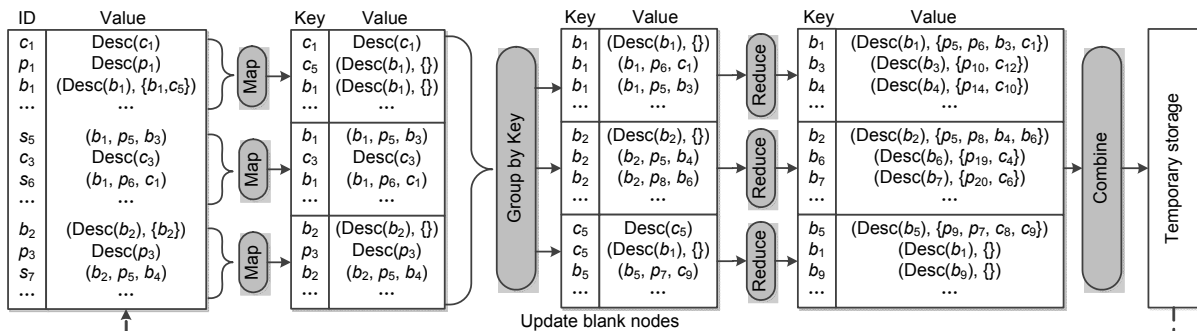 ID Value
c1 Desc(c1)
p1 Desc(p1)
b1 (Desc(b1), {b1,c5})
... ...
s5 (b1, p5, b3)
c3 Desc(c3)
s6 (b1, p6, c1)
... ...
b2 (Desc(b2), {b2})
p3 Desc(p3)
s7 (b2, p5, b4)
... ...
Map
Map
Map
Key Value
c1 Desc(c1)
c5 (Desc(b1), {})
b1 (Desc(b1), {})
... ...
b1 (b1, p5, b3)
c3 Desc(c3)
b1 (b1, p6, c1)
... ...
b2 (Desc(b2), {})
p3 Desc(p3)
b2 (b2, p5, b4)
... ...
Group by Key
Key Value
b1 (Desc(b1), {})
b1 (b1, p6, c1)
b1 (b1, p5, b3)
... ...
b2 (Desc(b2), {})
b2 (b2, p5, b4)
b2 (b2, p8, b6)
... ...
c5 Desc(c5)
c5 (Desc(b1), {})
b5 (b5, p7, c9)
... ...
Reduce
Reduce
Reduce
Key Value
b1 (Desc(b1), {p5, p6, b3, c1})
b3 (Desc(b3), {p10, c12})
b4 (Desc(b4), {p14, c10})
... ...
b2 (Desc(b2), {p5, p8, b4, b6})
b6 (Desc(b6), {p19, c4})
b7 (Desc(b7), {p20, c6})
... ...
b5 (Desc(b5), {p9, p7, c8, c9})
b1 (Desc(b1), {})
b9 (Desc(b9), {})
... ...
Combine
Temporary storage
Update blank nodes